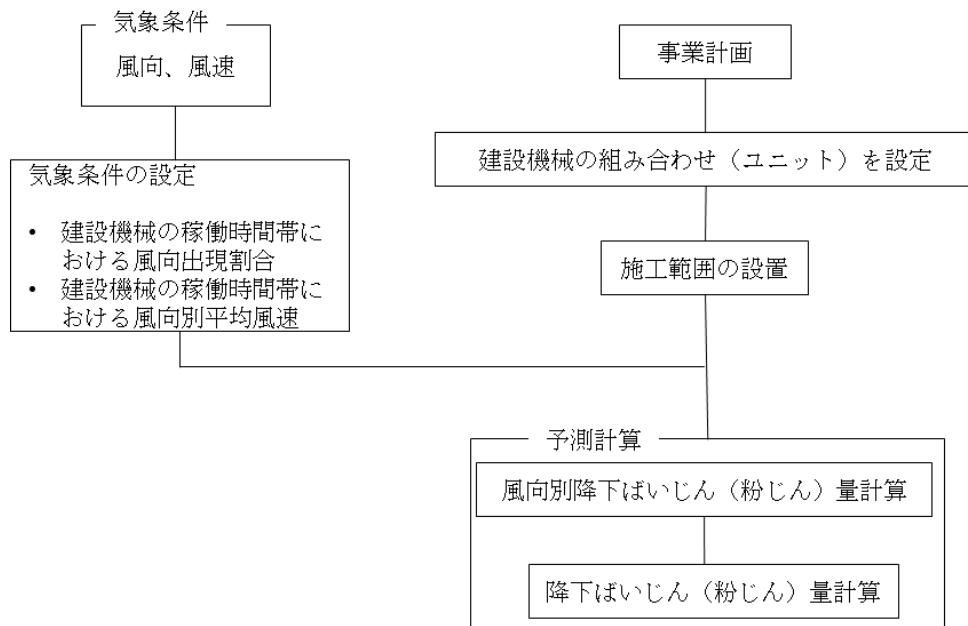 気象条件
風向、風速
事業計画
建設機械の組み合わせ（ユニット）を設定
気象条件の設定
• 建設機械の稼働時間帯に
おける風向出現割合
• 建設機械の稼働時間帯に
おける風向別平均風速
施工範囲の設置
予測計算
風向別降下ばいじん（粉じん）量計算
降下ばいじん（粉じん）量計算